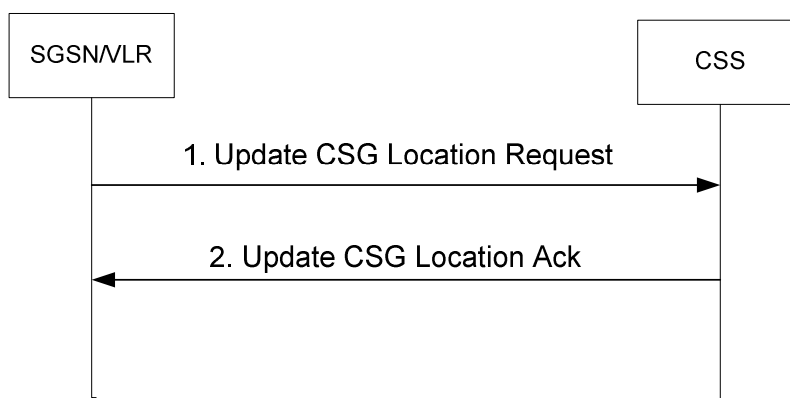 SGSN/VLR
CSS
1. Update CSG Location Request
2. Update CSG Location Ack